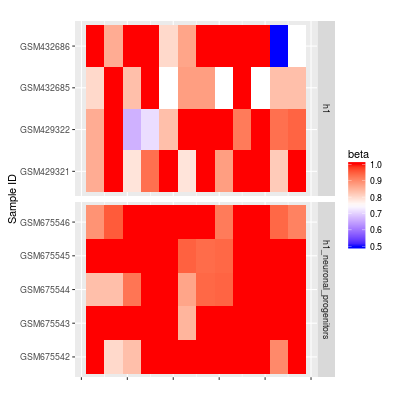 GSM432686
GSM432685
GSM429322
GSM429321
h1
GSM675546
GSM675545
GSM675544
GSM675543
GSM675542
h1_neuronal_progenitors
Sample ID
beta
1.0
0.9
0.8
0.7
0.6
0.5